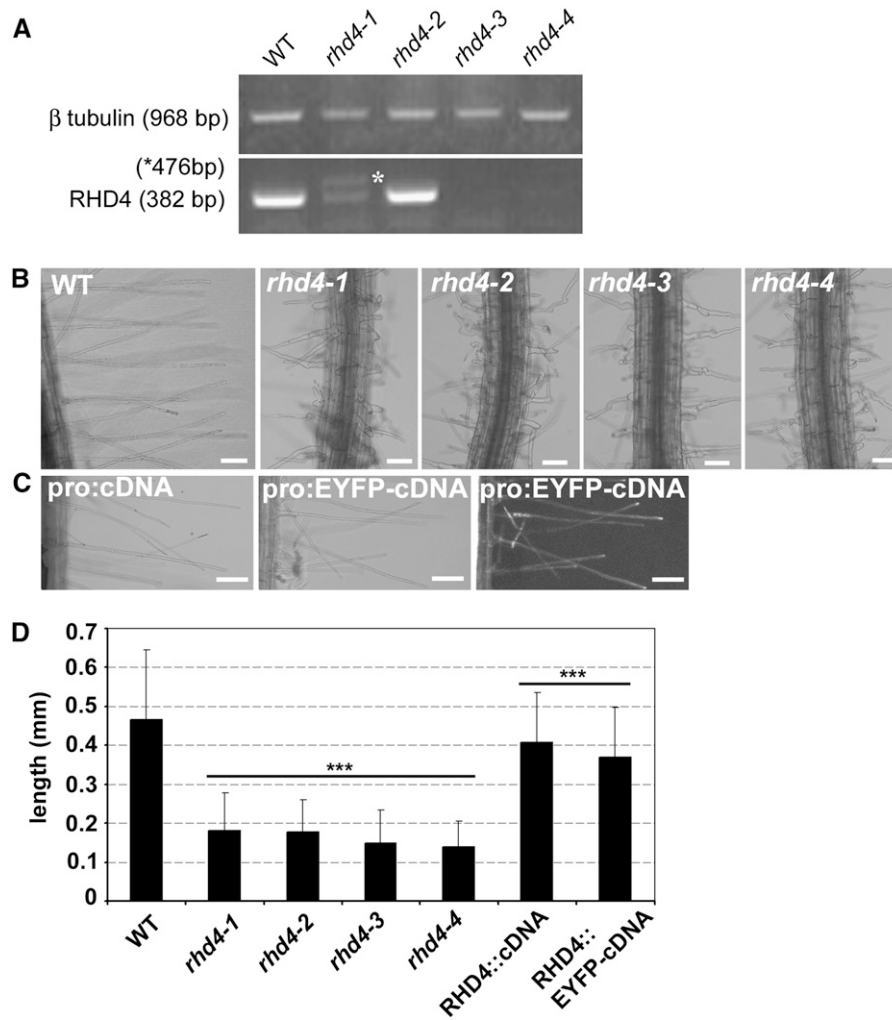 A
WT rhd4-1 rhd4-2 rhd4-3 rhd4-4
β tubulin (968 bp)
(*476bp)
*
RHD4 (382 bp)
B
WT rhd4-1 rhd4-2 rhd4-3 rhd4-4
C
pro:cDNA pro:EYFP-cDNA pro:EYFP-cDNA
D
length (mm)
0.7
0.6
0.5
0.4
0.3
0.2
0.1
0
***
***
WT
rhd4-1
rhd4-2
rhd4-3
rhd4-4
RHD4::cDNA
RHD4::
EYFP-cDNA